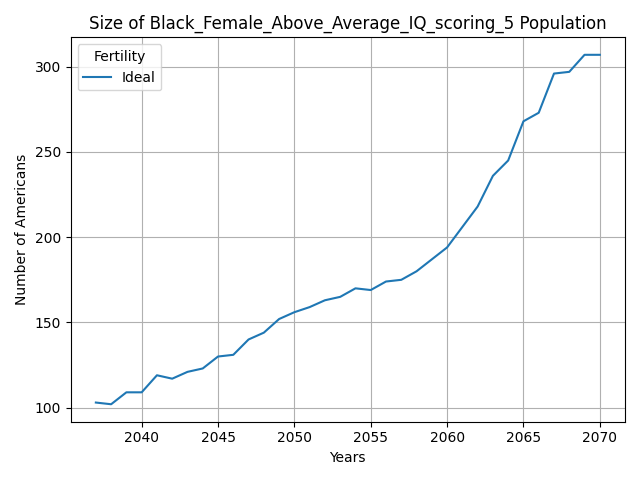 Size of Black_Female_Above_Average_IQ_scoring_5 Population
Fertility
Ideal
Number of Americans
300
250
200
150
100
2040 2045 2050 2055 2060 2065 2070
Years